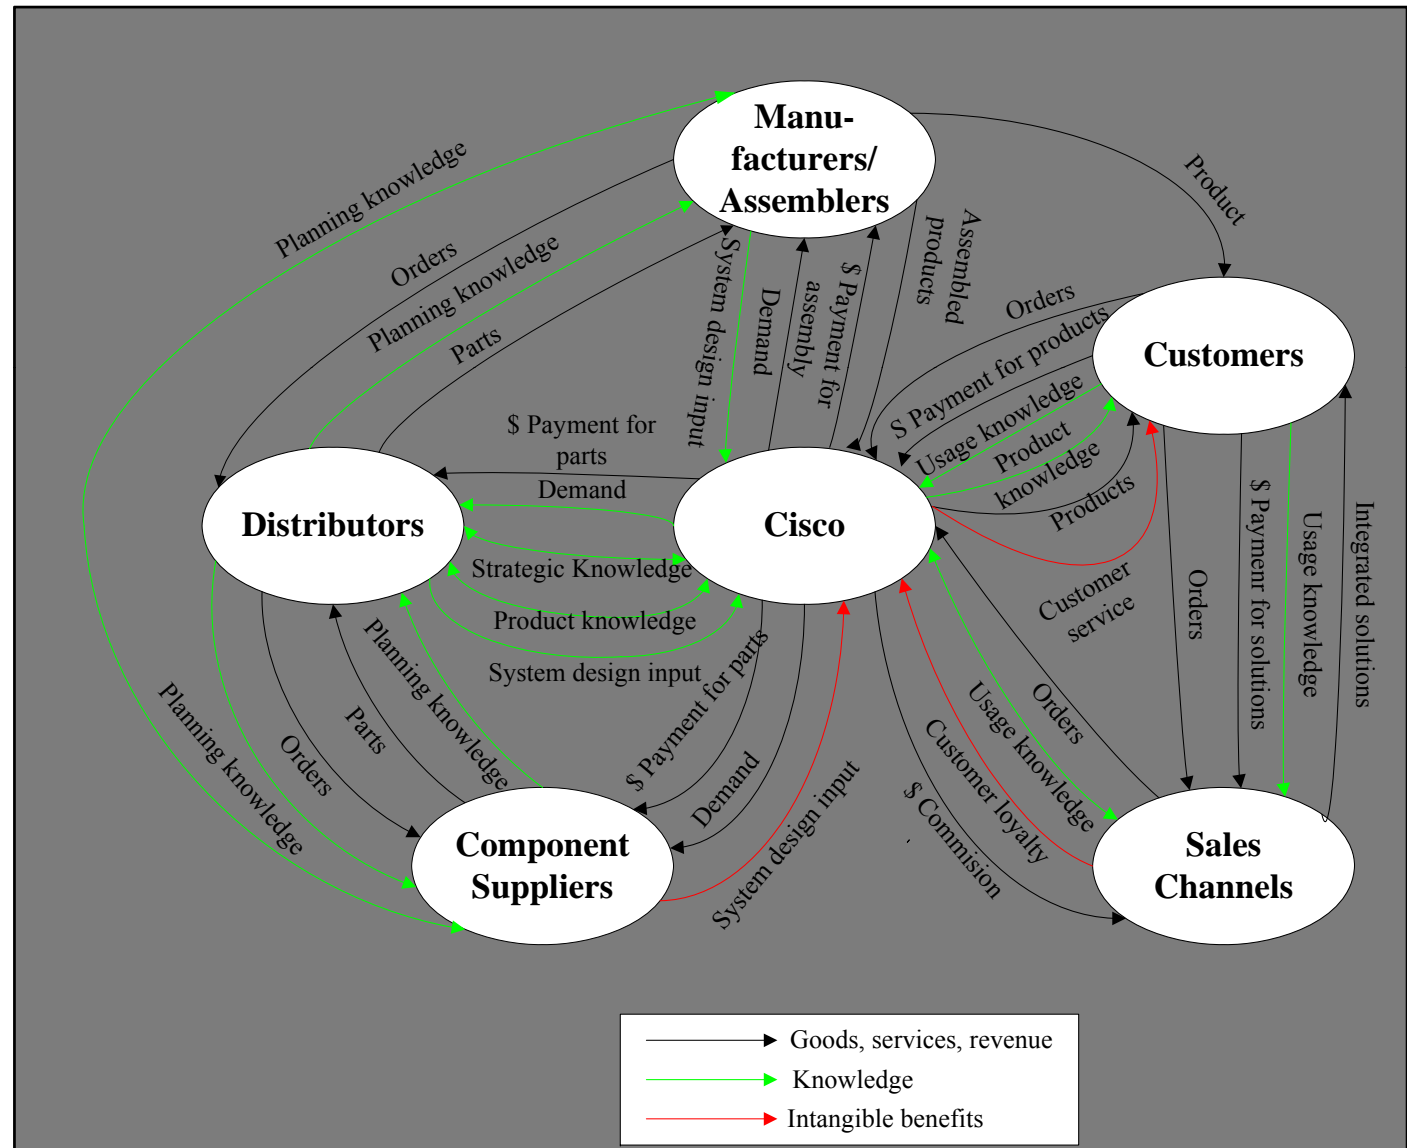 Manu-
facturers/
Assemblers
Planning knowledge
Orders
Planning knowledge
Parts
System design input
Demand
$ Payment for
assembly
Assembled
products
Product
Customers
Orders
S Payment for products
Usage knowledge
Product
knowledge
Products
Customer
service
$ Payment for
parts
Demand
Distributors
Cisco
Strategic Knowledge
Product knowledge
System design input
Orders
$ Paymenr for solutions
Usage knowledge
Integrated solutions
Planning knowledge
Orders
Parts
Planning knowledge
$ Payment for parts
Demand
System design input
Orders
Usage knowledge
Customer loyalty
$ Commision
Component
Suppliers
Sales
Channels
Goods, services, revenue
Knowledge
Intangible benefits